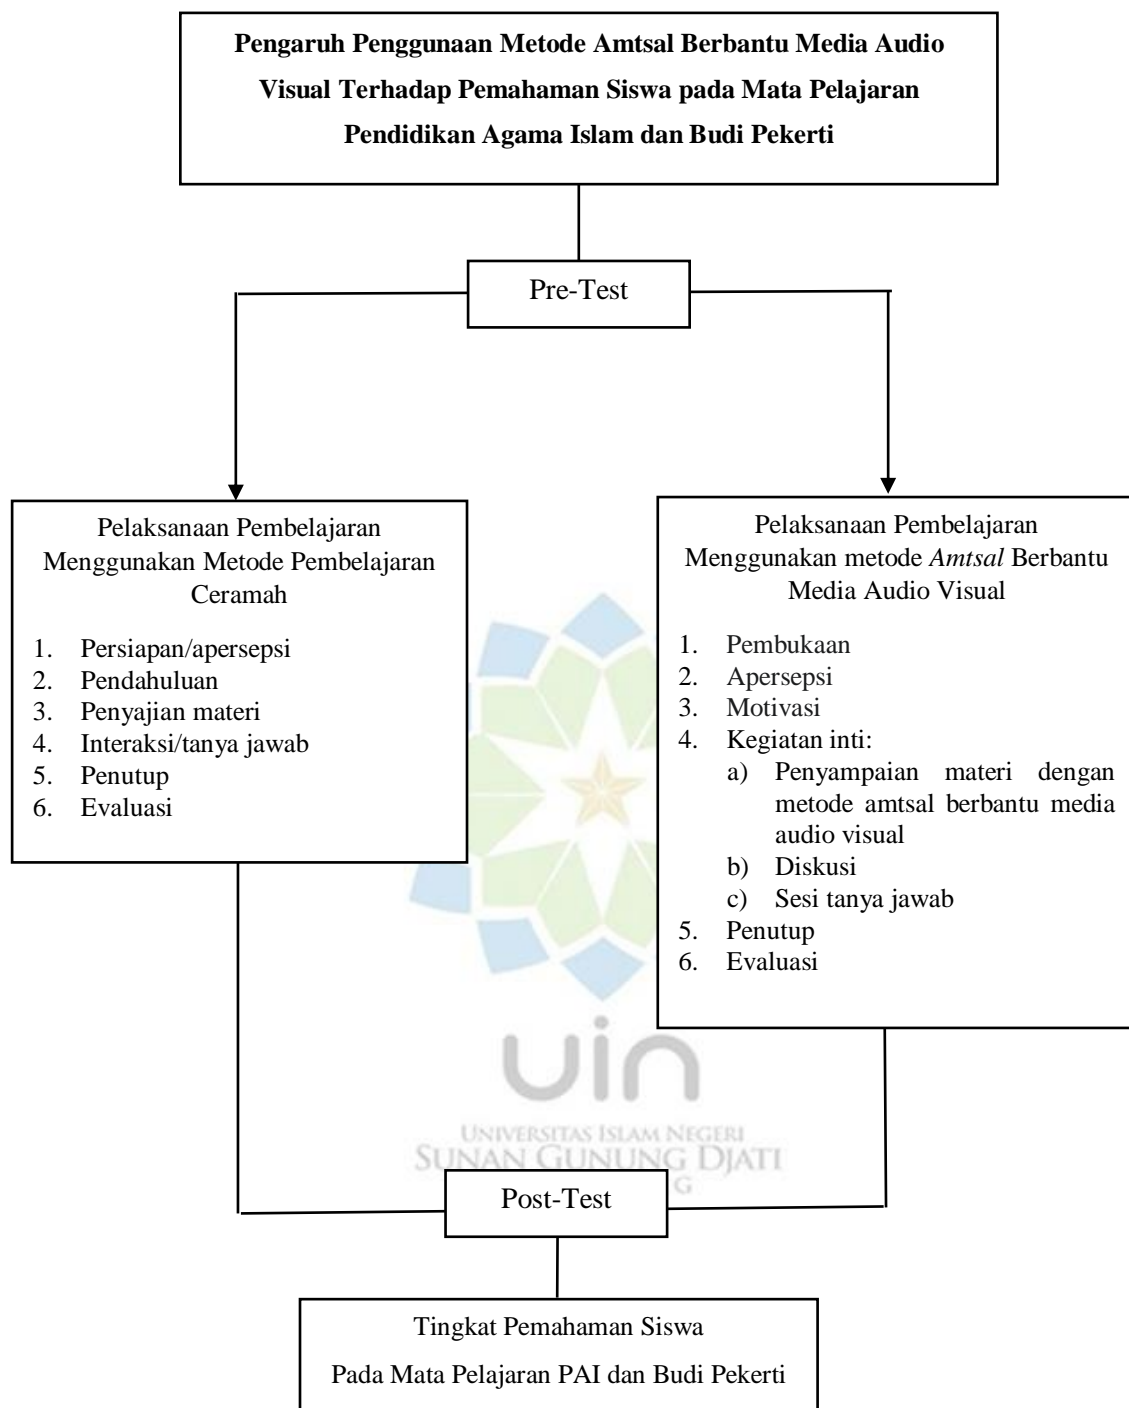 Pengaruh Penggunaan Metode Amtsal Berbantu Media Audio
Visual Terhadap Pemahaman Siswa pada Mata Pelajaran
Pendidikan Agama Islam dan Budi Pekerti
Pre-Test
Pelaksanaan Pembelajaran
Menggunakan Metode Pembelajaran
Ceramah
1. Persiapan/apersepsi
2. Pendahuluan
3. Penyajian materi
4. Interaksi/tanya jawab
5. Penutup
6. Evaluasi
Pelaksanaan Pembelajaran
Menggunakan metode Amtsal Berbantu
Media Audio Visual
1. Pembukaan
2. Apersepsi
3. Motivasi
4. Kegiatan inti:
a) Penyampaian materi dengan
metode amtsal berbantu media
audio visual
b) Diskusi
c) Sesi tanya jawab
5. Penutup
6. Evaluasi
uin
UNIVERSITAS ISLAM NEGERI
SUNAN GUNUNG DJATI
G
Post-Test
Tingkat Pemahaman Siswa
Pada Mata Pelajaran PAI dan Budi Pekerti